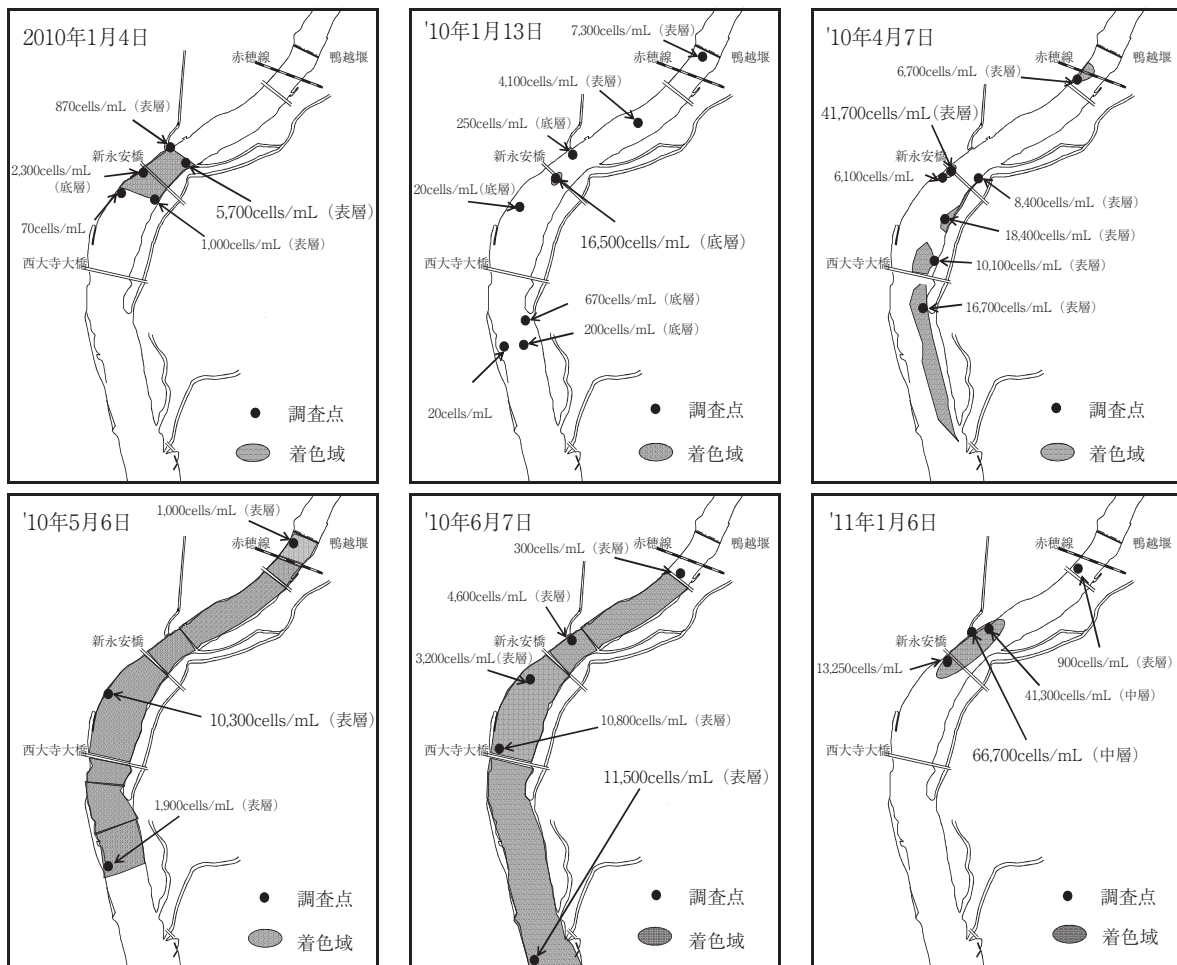 2010年1月4日
870cells/mL（表層）
新永安橋
2,300cells/mL
（底層）
5,700cells/mL（表層）
70cells/mL
1,000cells/mL（表層）
西大寺大橋
赤穂線
鴨越堰
調査点
着色域
'10年1月13日
7,300cells/mL（表層）
赤穂線
鴨越堰
4,100cells/mL（表層）
250cells/mL（底層）
新永安橋
20cells/mL（底層）
16,500cells/mL（底層）
西大寺大橋
670cells/mL（底層）
200cells/mL（底層）
20cells/mL
調査点
着色域
'10年4月7日
赤穂線
鴨越堰
6,700cells/mL（表層）
41,700cells/mL（表層）
新永安橋
6,100cells/mL
8,400cells/mL（表層）
18,400cells/mL（表層）
西大寺大橋
10,100cells/mL（表層）
16,700cells/mL（表層）
調査点
着色域
'10年5月6日
1,000cells/mL（表層）
赤穂線
鴨越堰
新永安橋
10,300cells/mL（表層）
西大寺大橋
1,900cells/mL（表層）
調査点
着色域
'10年6月7日
300cells/mL（表層）
赤穂線
鴨越堰
4,600cells/mL（表層）
新永安橋
3,200cells/mL（表層）
10,800cells/mL（表層）
西大寺大橋
11,500cells/mL（表層）
調査点
着色域
'11年1月6日
赤穂線
鴨越堰
新永安橋
13,250cells/mL
900cells/mL（表層）
41,300cells/mL（中層）
西大寺大橋
66,700cells/mL（中層）
調査点
着色域